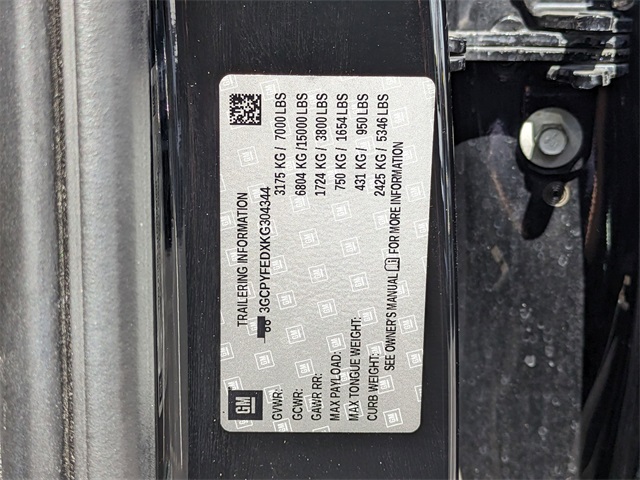 TRAILERING INFORMATION
3GCPYFEDXKG304344
GM
GVWR: 3175 KG / 7000 LBS
GCWR: 6804 KG /15000 LBS
GAWR RR: 1724 KG / 3800 LBS
MAX PAYLOAD: 750 KG / 1654 LBS
MAX TONGUE WEIGHT: 431 KG / 950 LBS
CURB WEIGHT: 2425 KG / 5346 LBS
SEE OWNER'S MANUAL FOR MORE INFORMATION